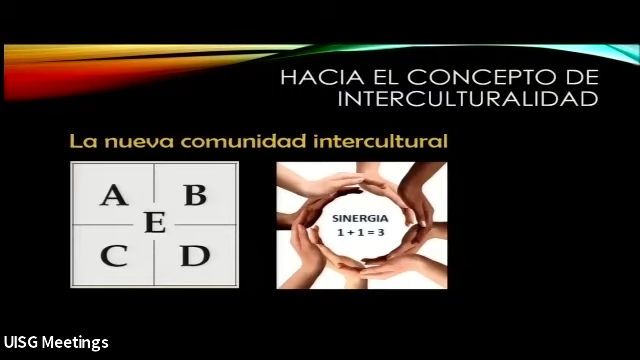 HACIA EL CONCEPTO DE
INTERCULTURALIDAD
La nueva comunidad intercultural
A B
E
C D
SINERGIA
1 + 1 = 3
UISG Meetings